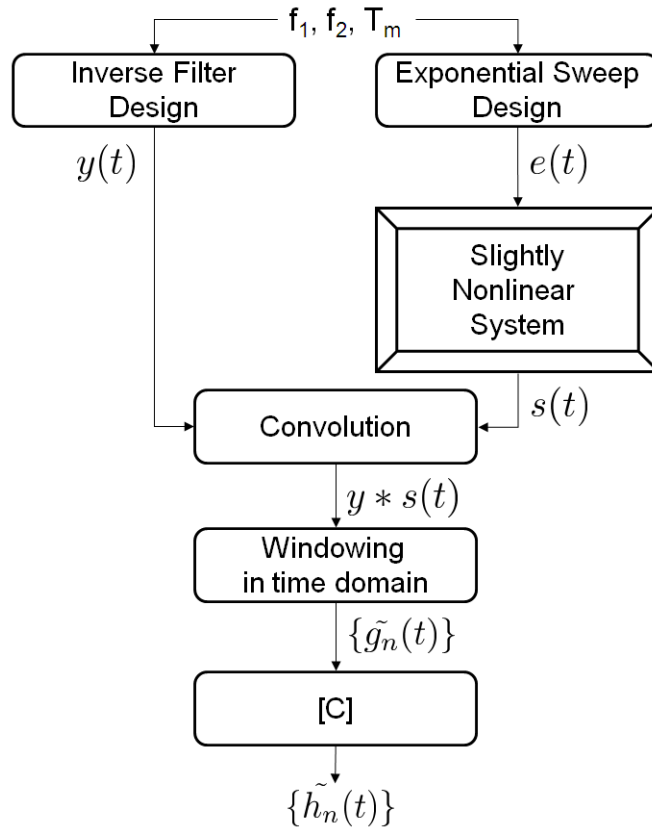 f₁, f₂, Tₘ
Inverse Filter
Design
Exponential Sweep
Design
y(t)
e(t)
Slightly
Nonlinear
System
s(t)
Convolution
y * s(t)
Windowing
in time domain
{g̃ₙ(t)}
[C]
{h̃ₙ(t)}